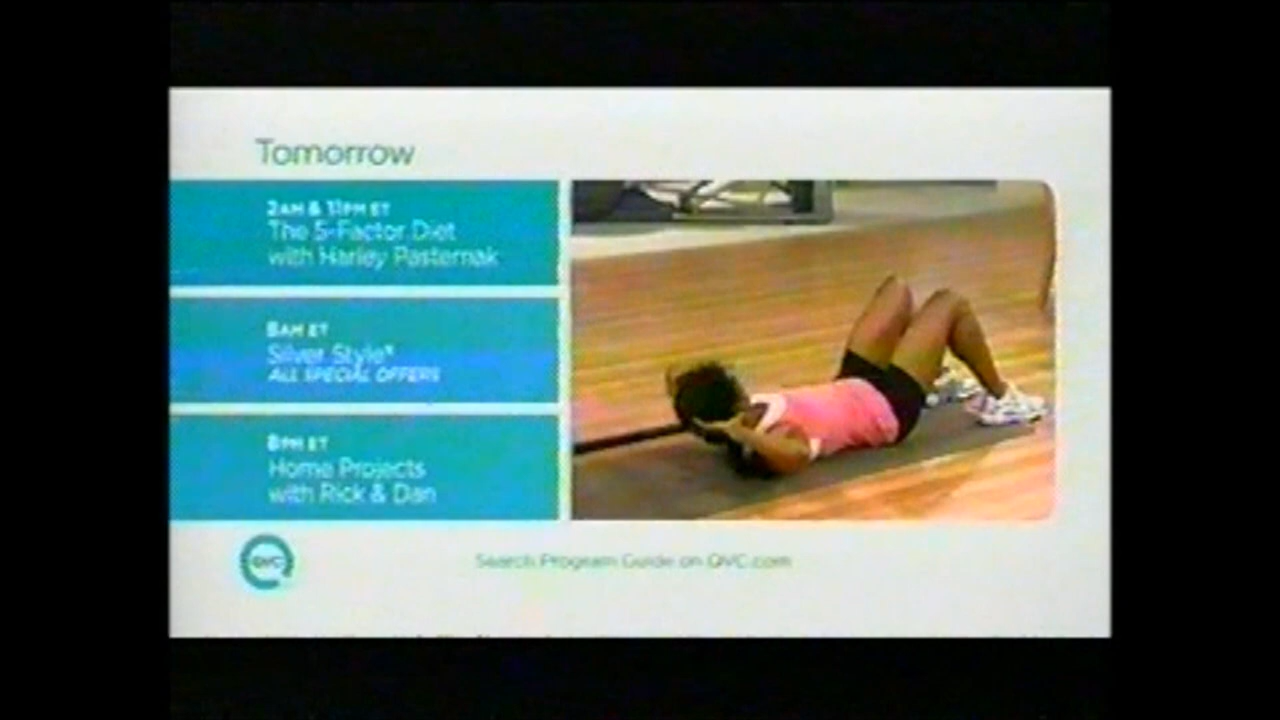 Tomorrow
2AM & 11PM ET
The 5-Factor Diet
with Harley Pasternak
8AM ET
Silver Style®
ALL SPECIAL OFFERS
8PM ET
Home Projects
with Rick & Dan
QVC
Search Program Guide on QVC.com